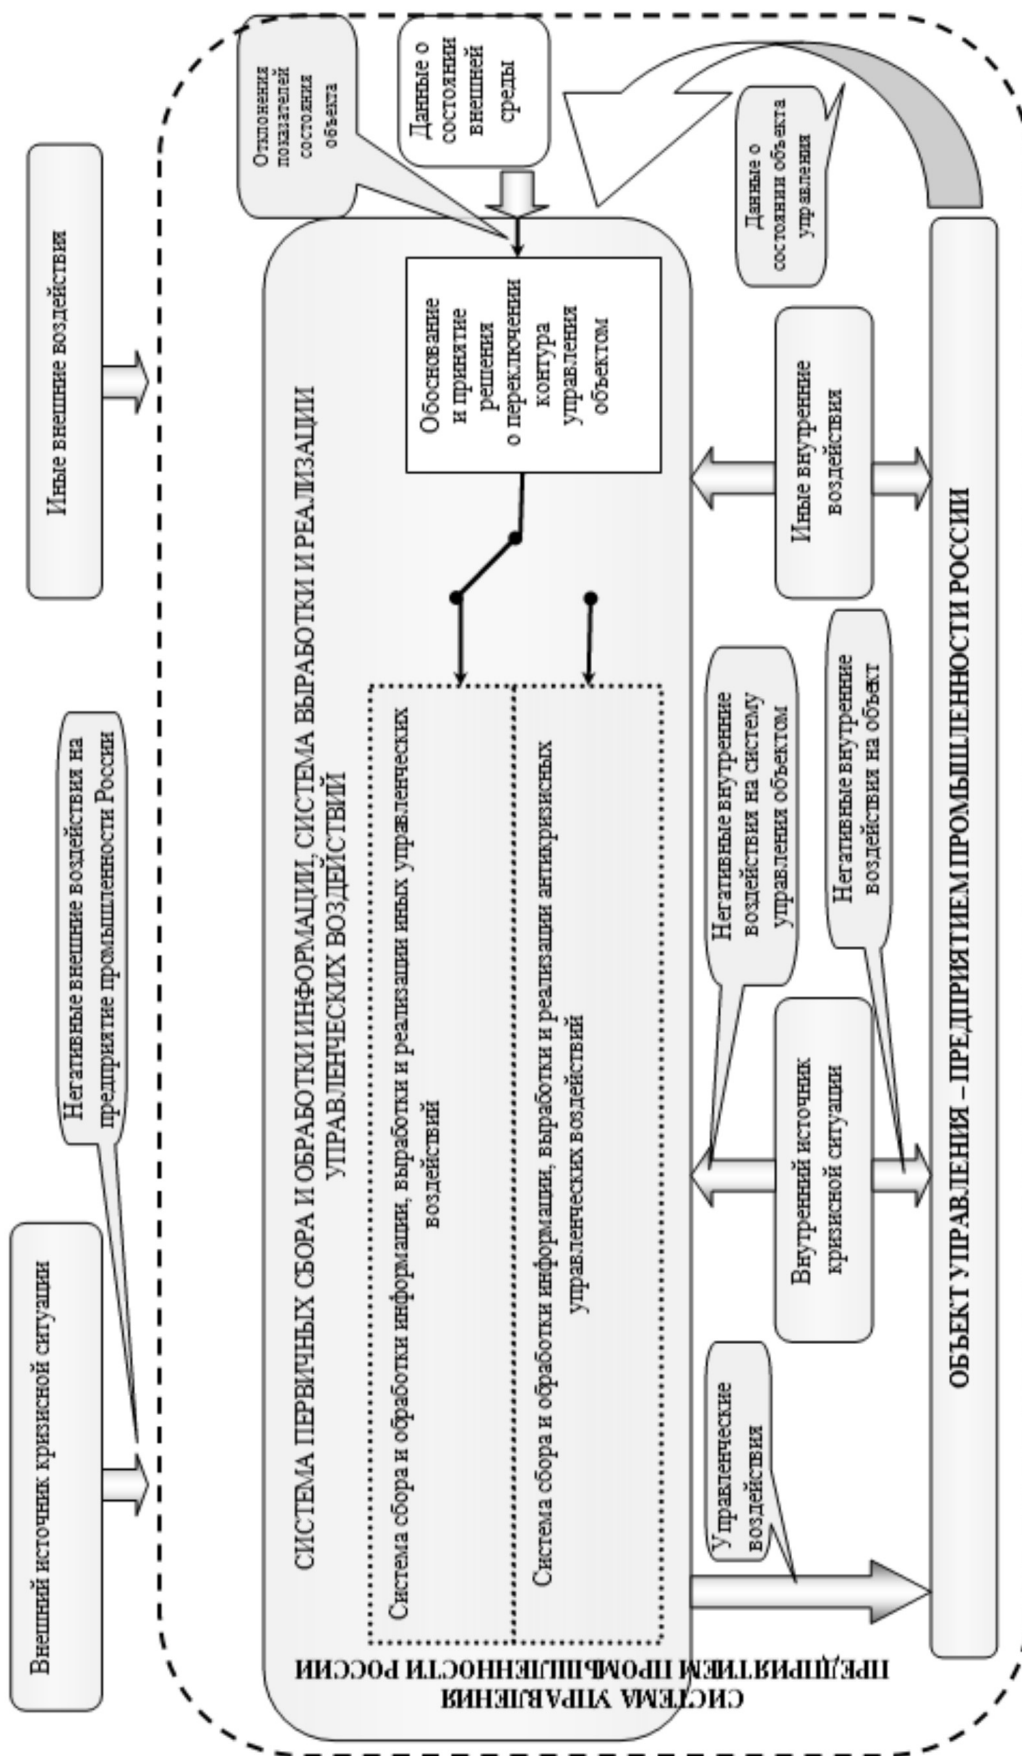 Внешний источник кризисной ситуации
Негативные внешние воздействия на
предприятие промышленности России
Иные внешние воздействия
Отклонения
показателей
состояния
объекта
Данные о
состоянии
внешней
среды
СИСТЕМА ПЕРВИЧНЫХ СБОРА И ОБРАБОТКИ ИНФОРМАЦИИ, СИСТЕМА ВЫРАБОТКИ И РЕАЛИЗАЦИИ
УПРАВЛЕНЧЕСКИХ ВОЗДЕЙСТВИЙ
Система сбора и обработки информации, выработки и реализации иных управленческих
воздействий
Система сбора и обработки информации, выработки и реализации антикризисных
управленческих воздействий
Обоснование
и принятие
решения
о переключении
контура
управления
объектом
СИСТЕМА УПРАВЛЕНИЯ
ПРЕДПРИЯТИЕМ ПРОМЫШЛЕННОСТИ РОССИИ
Управленческие
воздействия
Негативные внутренние
воздействия на систему
управления объектом
Внутренний источник
кризисной ситуации
Негативные внутренние
воздействия на объект
Иные внутренние
воздействия
Данные о
состоянии объекта
управления
ОБЪЕКТ УПРАВЛЕНИЯ – ПРЕДПРИЯТИЕМ ПРОМЫШЛЕННОСТИ РОССИИ